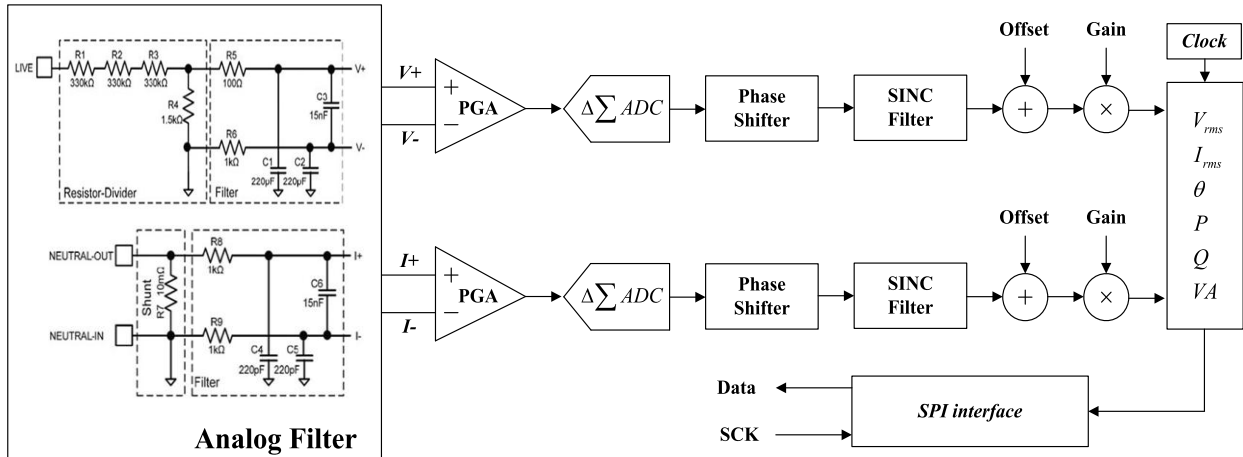 R1
R2
R3
R5
LIVE
V+
330kΩ
330kΩ
330kΩ
100Ω
R4
1.5kΩ
C3
15nF
R6
V-
1kΩ
C1
C2
220pF
220pF
Resistor-Divider
Filter
NEUTRAL-OUT
R8
I+
1kΩ
Shunt
R7 10mΩ
C6
15nF
R9
NEUTRAL-IN
I-
1kΩ
C4
C5
220pF
220pF
Filter
Analog Filter
V+
V-
+
−
PGA
Δ∑ ADC
Phase
Shifter
SINC
Filter
Offset
+
Gain
×
Clock
I+
I-
+
−
PGA
Δ∑ ADC
Phase
Shifter
SINC
Filter
Offset
+
Gain
×
Vrms
Irms
θ
P
Q
VA
Data
SCK
SPI interface